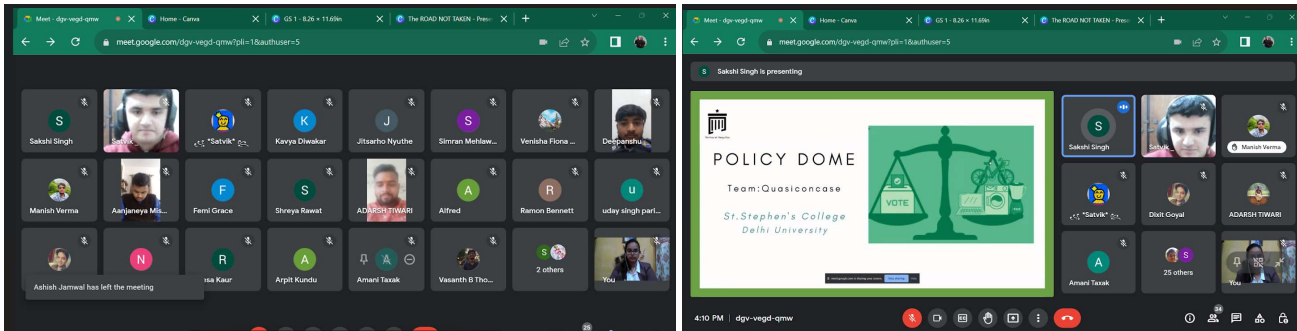 Meet - dgv-vegd-qmw
Home - Canva
GS 1 - 8.26 × 11.69in
The ROAD NOT TAKEN - Prese
meet.google.com/dgv-vegd-qmw?pli=1&authuser=5
Sakshi Singh
Satvik
*Satvik*
Kavya Diwakar
Jitsarho Nyuthe
Simran Mehlaw...
Venisha Fiona ...
Deepanshu
Manish Verma
Aanjaneya Mis...
Femi Grace
Shreya Rawat
ADARSH TIWARI
Alfred
Ramon Bennett
uday singh pari...
sa Kaur
Arpit Kundu
Amani Taxak
Vasanth B Tho...
2 others
You
Ashish Jamwal has left the meeting
25
Meet - dgv-vegd-qmw
Home - Canva
GS 1 - 8.26 × 11.69in
The ROAD NOT TAKEN - Prese
meet.google.com/dgv-vegd-qmw?pli=1&authuser=5
S
Sakshi Singh is presenting
POLICY DOME
Team:Quasiconcase
St.Stephen's College
Delhi University
VOTE
Sakshi Singh
Satvik
Manish Verma
*Satvik*
Dixit Goyal
ADARSH TIWARI
Amani Taxak
25 others
You
4:10 PM | dgv-vegd-qmw
34